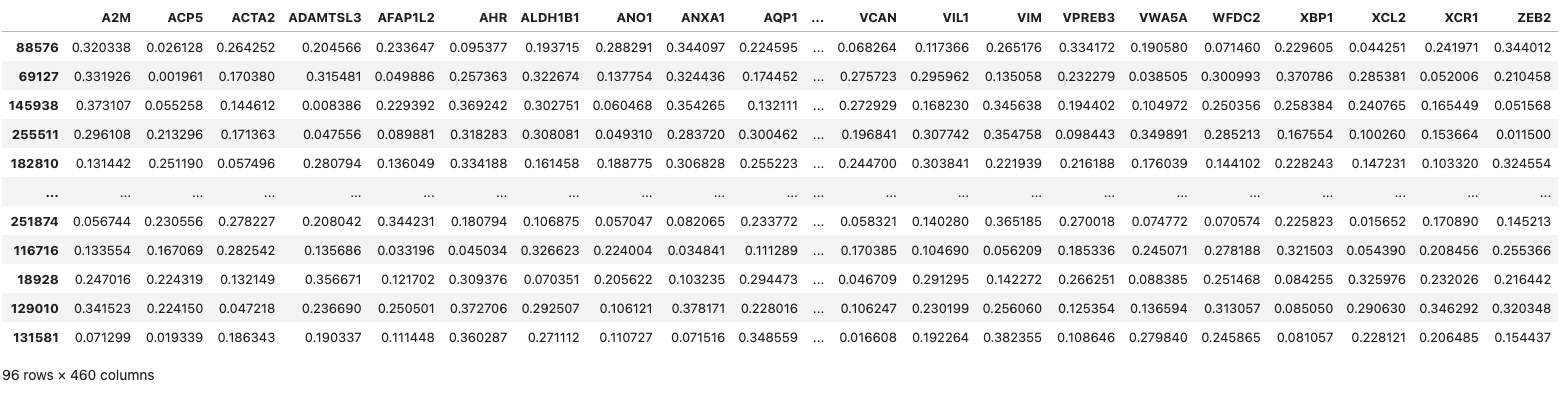 A2M ACP5 ACTA2 ADAMTSL3 AFAP1L2 AHR ALDH1B1 ANO1 ANXA1 AQP1 ... VCAN VIL1 VIM VPREB3 VWA5A WFDC2 XBP1 XCL2 XCR1 ZEB2
88576 0.320338 0.026128 0.264252 0.204566 0.233647 0.095377 0.193715 0.288291 0.344097 0.224595 ... 0.068264 0.117366 0.265176 0.334172 0.190580 0.071460 0.229605 0.044251 0.241971 0.344012
69127 0.331926 0.001961 0.170380 0.315481 0.049886 0.257363 0.322674 0.137754 0.324436 0.174452 ... 0.275723 0.295962 0.135058 0.232279 0.038505 0.300993 0.370786 0.285381 0.052006 0.210458
145938 0.373107 0.055258 0.144612 0.008386 0.229392 0.369242 0.302751 0.060468 0.354265 0.132111 ... 0.272929 0.168230 0.345638 0.194402 0.104972 0.250356 0.258384 0.240765 0.165449 0.051568
255511 0.296108 0.213296 0.171363 0.047556 0.089881 0.318283 0.308081 0.049310 0.283720 0.300462 ... 0.196841 0.307742 0.354758 0.098443 0.349891 0.285213 0.167554 0.100260 0.153664 0.011500
182810 0.131442 0.251190 0.057496 0.280794 0.136049 0.334188 0.161458 0.188775 0.306828 0.255223 ... 0.244700 0.303841 0.221939 0.216188 0.176039 0.144102 0.228243 0.147231 0.103320 0.324554
... ... ... ... ... ... ... ... ... ... ... ... ... ... ... ... ... ... ... ... ... ...
251874 0.056744 0.230556 0.278227 0.208042 0.344231 0.180794 0.106875 0.057047 0.082065 0.233772 ... 0.058321 0.140280 0.365185 0.270018 0.074772 0.070574 0.225823 0.015652 0.170890 0.145213
116716 0.133554 0.167069 0.282542 0.135686 0.033196 0.045034 0.326623 0.224004 0.034841 0.111289 ... 0.170385 0.104690 0.056209 0.185336 0.245071 0.278188 0.321503 0.054390 0.208456 0.255366
18928 0.247016 0.224319 0.132149 0.356671 0.121702 0.309376 0.070351 0.205622 0.103235 0.294473 ... 0.046709 0.291295 0.142272 0.266251 0.088385 0.251468 0.084255 0.325976 0.232026 0.216442
129010 0.341523 0.224150 0.047218 0.236690 0.250501 0.372706 0.292507 0.106121 0.378171 0.228016 ... 0.106247 0.230199 0.256060 0.125354 0.136594 0.313057 0.085050 0.290630 0.346292 0.320348
131581 0.071299 0.019339 0.186343 0.190337 0.111448 0.360287 0.271112 0.110727 0.071516 0.348559 ... 0.016608 0.192264 0.382355 0.108646 0.279840 0.245865 0.081057 0.228121 0.206485 0.154437
96 rows × 460 columns